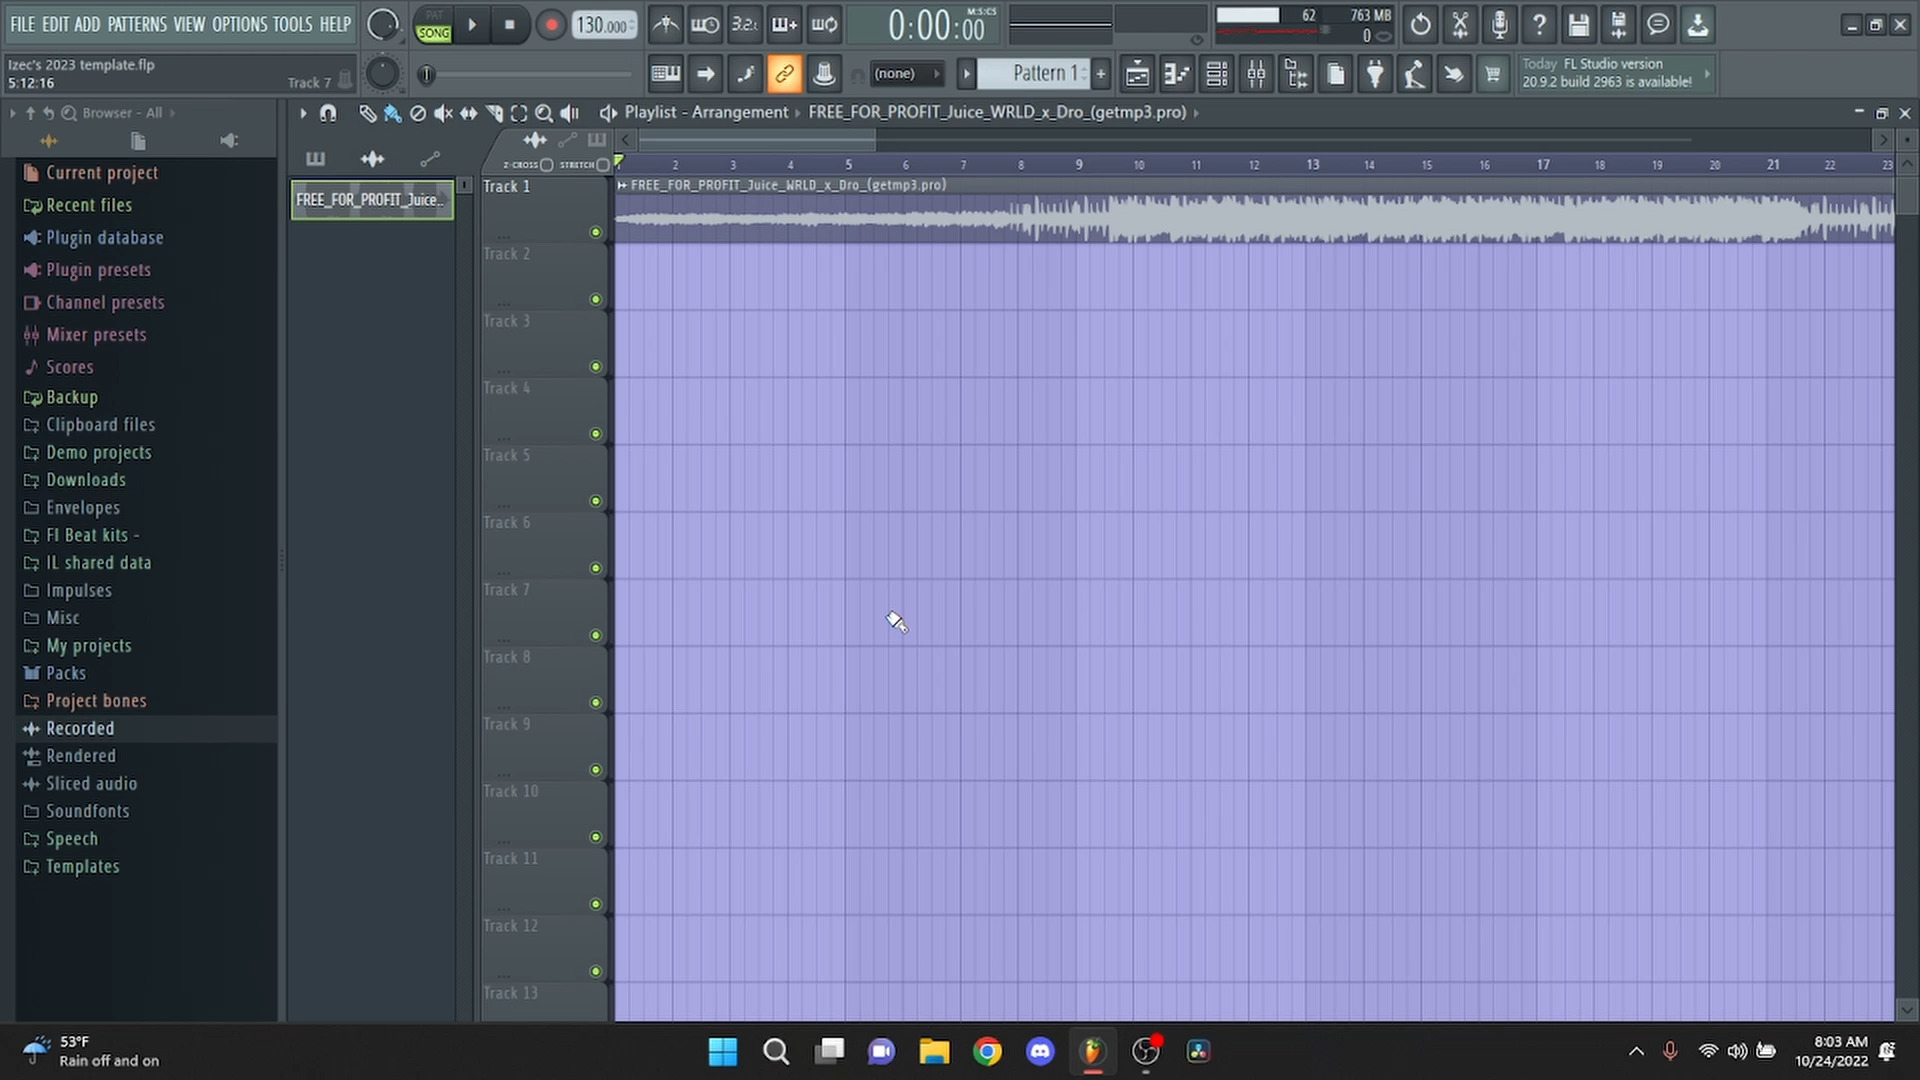 FILE EDIT ADD PATTERNS VIEW OPTIONS TOOLS HELP
PAT
SONG
130.000
3.2.
0:00:00
M:S:CS
62
763 MB
0
Izec's 2023 template.flp
5:12:16
Track 7
(none)
Pattern 1
+
Today FL Studio version
20.9.2 build 2963 is available!
Browser - All
Playlist - Arrangement
FREE_FOR_PROFIT_Juice_WRLD_x_Dro_(getmp3.pro)
Z-CROSS
STRETCH
2 3 4 5 6 7 8 9 10 11 12 13 14 15 16 17 18 19 20 21 22 23
Current project
Recent files
Plugin database
Plugin presets
Channel presets
Mixer presets
Scores
Backup
Clipboard files
Demo projects
Downloads
Envelopes
Fl Beat kits -
IL shared data
Impulses
Misc
My projects
Packs
Project bones
Recorded
Rendered
Sliced audio
Soundfonts
Speech
Templates
FREE_FOR_PROFIT_Juice..
Track 1
FREE_FOR_PROFIT_Juice_WRLD_x_Dro_(getmp3.pro)
Track 2
Track 3
Track 4
Track 5
Track 6
Track 7
Track 8
Track 9
Track 10
Track 11
Track 12
Track 13
53°F
Rain off and on
8:03 AM
10/24/2022